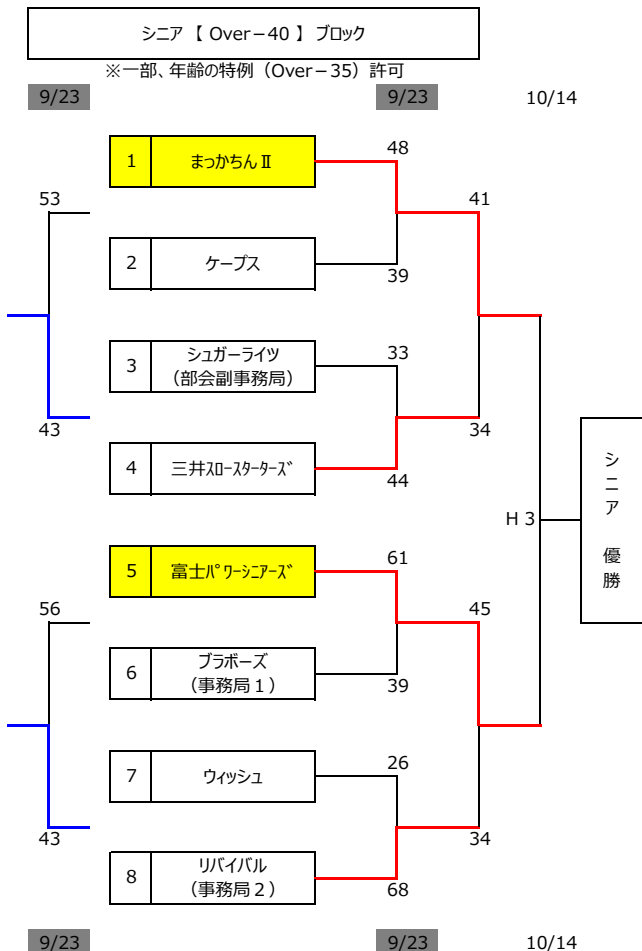 シニア 【 Over－40 】 ブロック
※一部、年齢の特例（Over－35）許可
9/23
9/23
10/14
1
まっかちんⅡ
48
53
41
2
ケープス
39
3
シュガーライツ
（部会副事務局）
33
43
34
4
三井ｽﾛｰｽﾀｰﾀｰｽﾞ
44
H 3
シニア 優勝
5
富士ﾊﾟﾜｰｼﾆｱｰｽﾞ
61
56
45
6
ブラボーズ
（事務局１）
39
7
ウィッシュ
26
43
34
8
リバイバル
（事務局２）
68
9/23
9/23
10/14